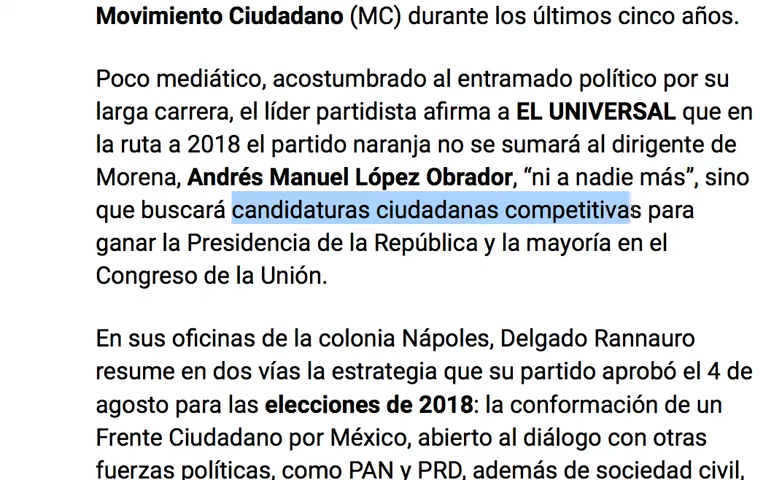 Movimiento Ciudadano (MC) durante los últimos cinco años.
Poco mediático, acostumbrado al entramado político por su
larga carrera, el líder partidista afirma a EL UNIVERSAL que en
la ruta a 2018 el partido naranja no se sumará al dirigente de
Morena, Andrés Manuel López Obrador, “ni a nadie más”, sino
que buscará candidaturas ciudadanas competitivas para
ganar la Presidencia de la República y la mayoría en el
Congreso de la Unión.
En sus oficinas de la colonia Nápoles, Delgado Rannauro
resume en dos vías la estrategia que su partido aprobó el 4 de
agosto para las elecciones de 2018: la conformación de un
Frente Ciudadano por México, abierto al diálogo con otras
fuerzas políticas, como PAN y PRD, además de sociedad civil,